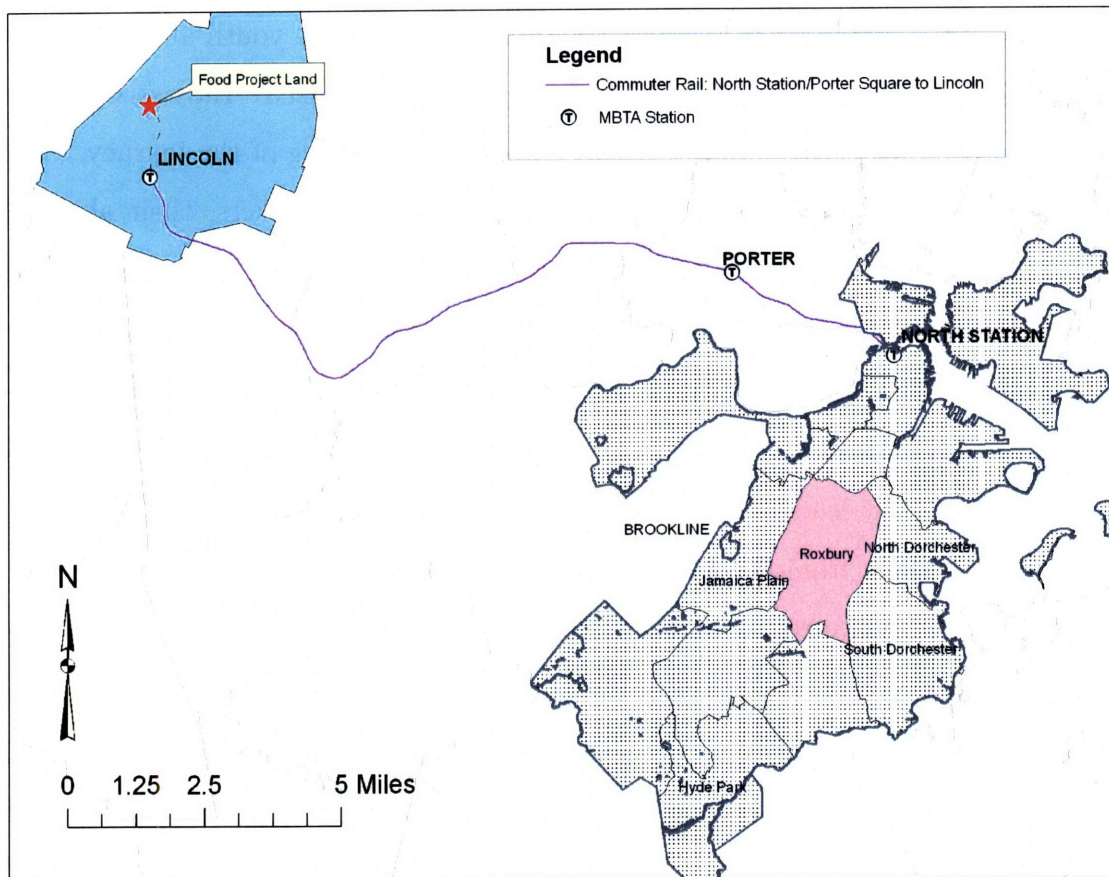 Food Project Land
LINCOLN
Legend
Commuter Rail: North Station/Porter Square to Lincoln
T MBTA Station
T
PORTER
T
NORTH STATION
T
BROOKLINE
Roxbury
North Dorchester
Jamaica Plain
South Dorchester
Hyde Park
N
0 1.25 2.5 5 Miles